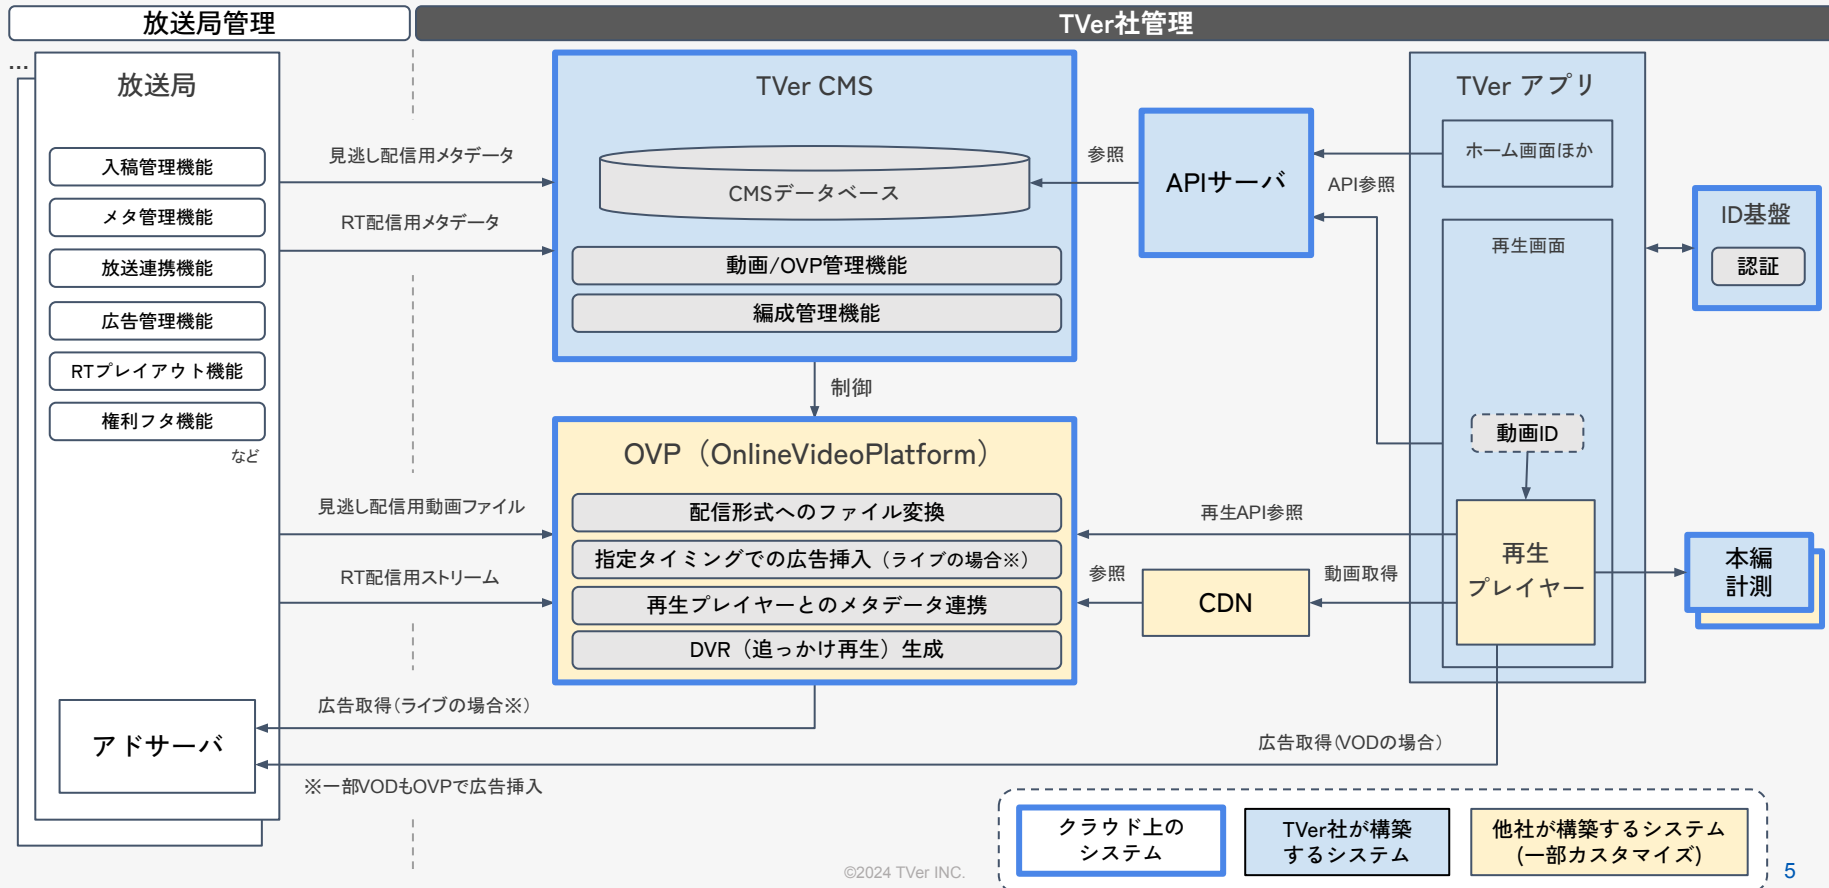 放送局管理
TVer社管理
…
放送局
入稿管理機能
メタ管理機能
放送連携機能
広告管理機能
RTプレイアウト機能
権利フタ機能
など
アドサーバ
見逃し配信用メタデータ
RT配信用メタデータ
見逃し配信用動画ファイル
RT配信用ストリーム
広告取得(ライブの場合※)
※一部VODもOVPで広告挿入
TVer CMS
CMSデータベース
動画/OVP管理機能
編成管理機能
制御
OVP（OnlineVideoPlatform）
配信形式へのファイル変換
指定タイミングでの広告挿入（ライブの場合※）
再生プレイヤーとのメタデータ連携
DVR（追っかけ再生）生成
参照
APIサーバ
API参照
再生API参照
参照
CDN
動画取得
広告取得(VODの場合)
TVer アプリ
ホーム画面ほか
再生画面
動画ID
再生
プレイヤー
ID基盤
認証
本編
計測
クラウド上の
システム
TVer社が構築
するシステム
他社が構築するシステム
(一部カスタマイズ)
©2024 TVer INC.
5